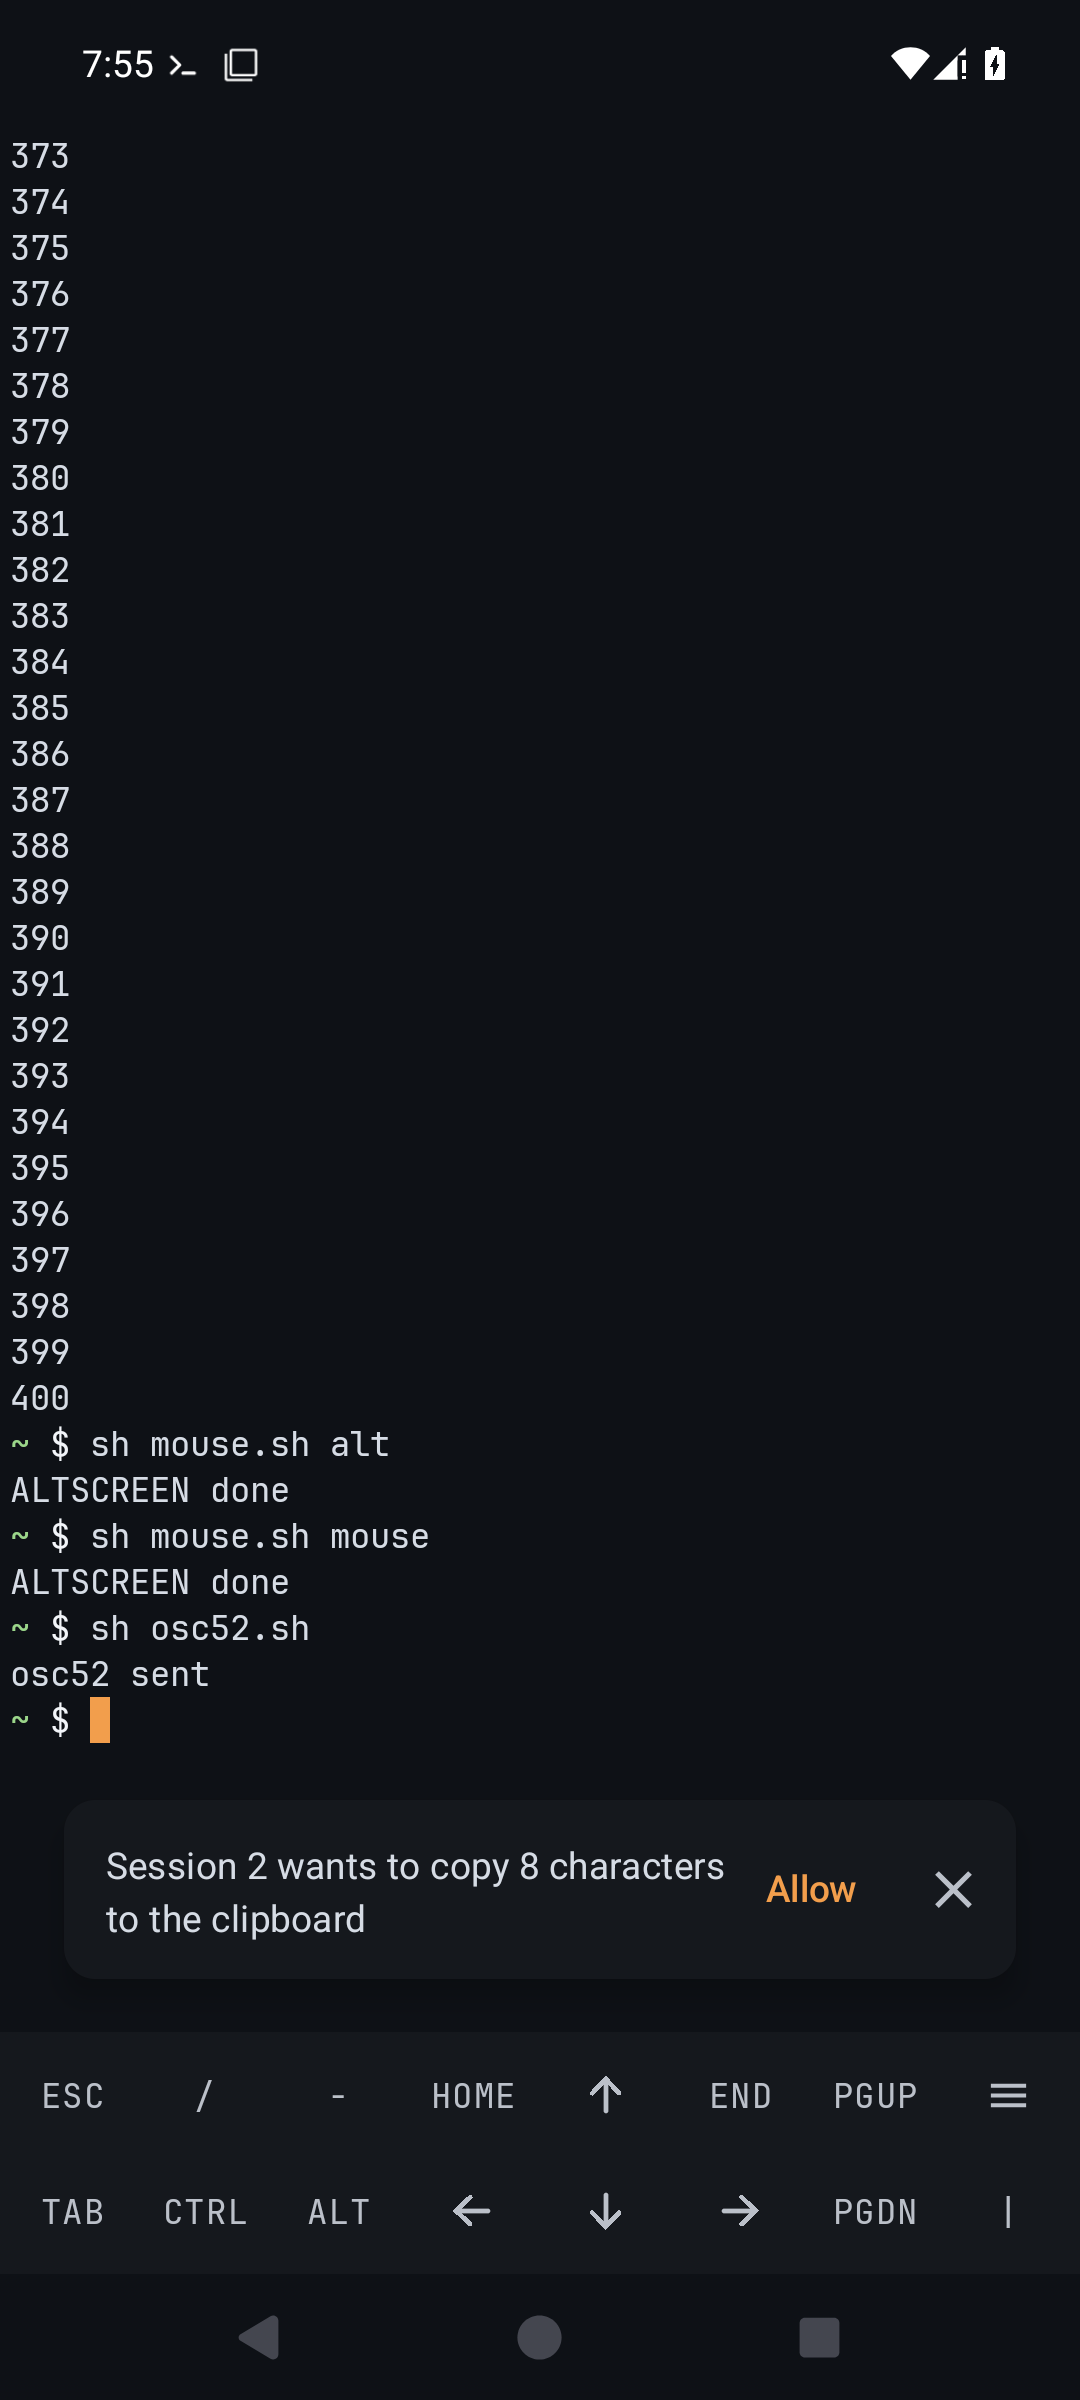 7:55
373
374
375
376
377
378
379
380
381
382
383
384
385
386
387
388
389
390
391
392
393
394
395
396
397
398
399
400
~ $ sh mouse.sh alt
ALTSCREEN done
~ $ sh mouse.sh mouse
ALTSCREEN done
~ $ sh osc52.sh
osc52 sent
~ $
Session 2 wants to copy 8 characters
to the clipboard
Allow
ESC / - HOME ↑ END PGUP
TAB CTRL ALT ← ↓ → PGDN |